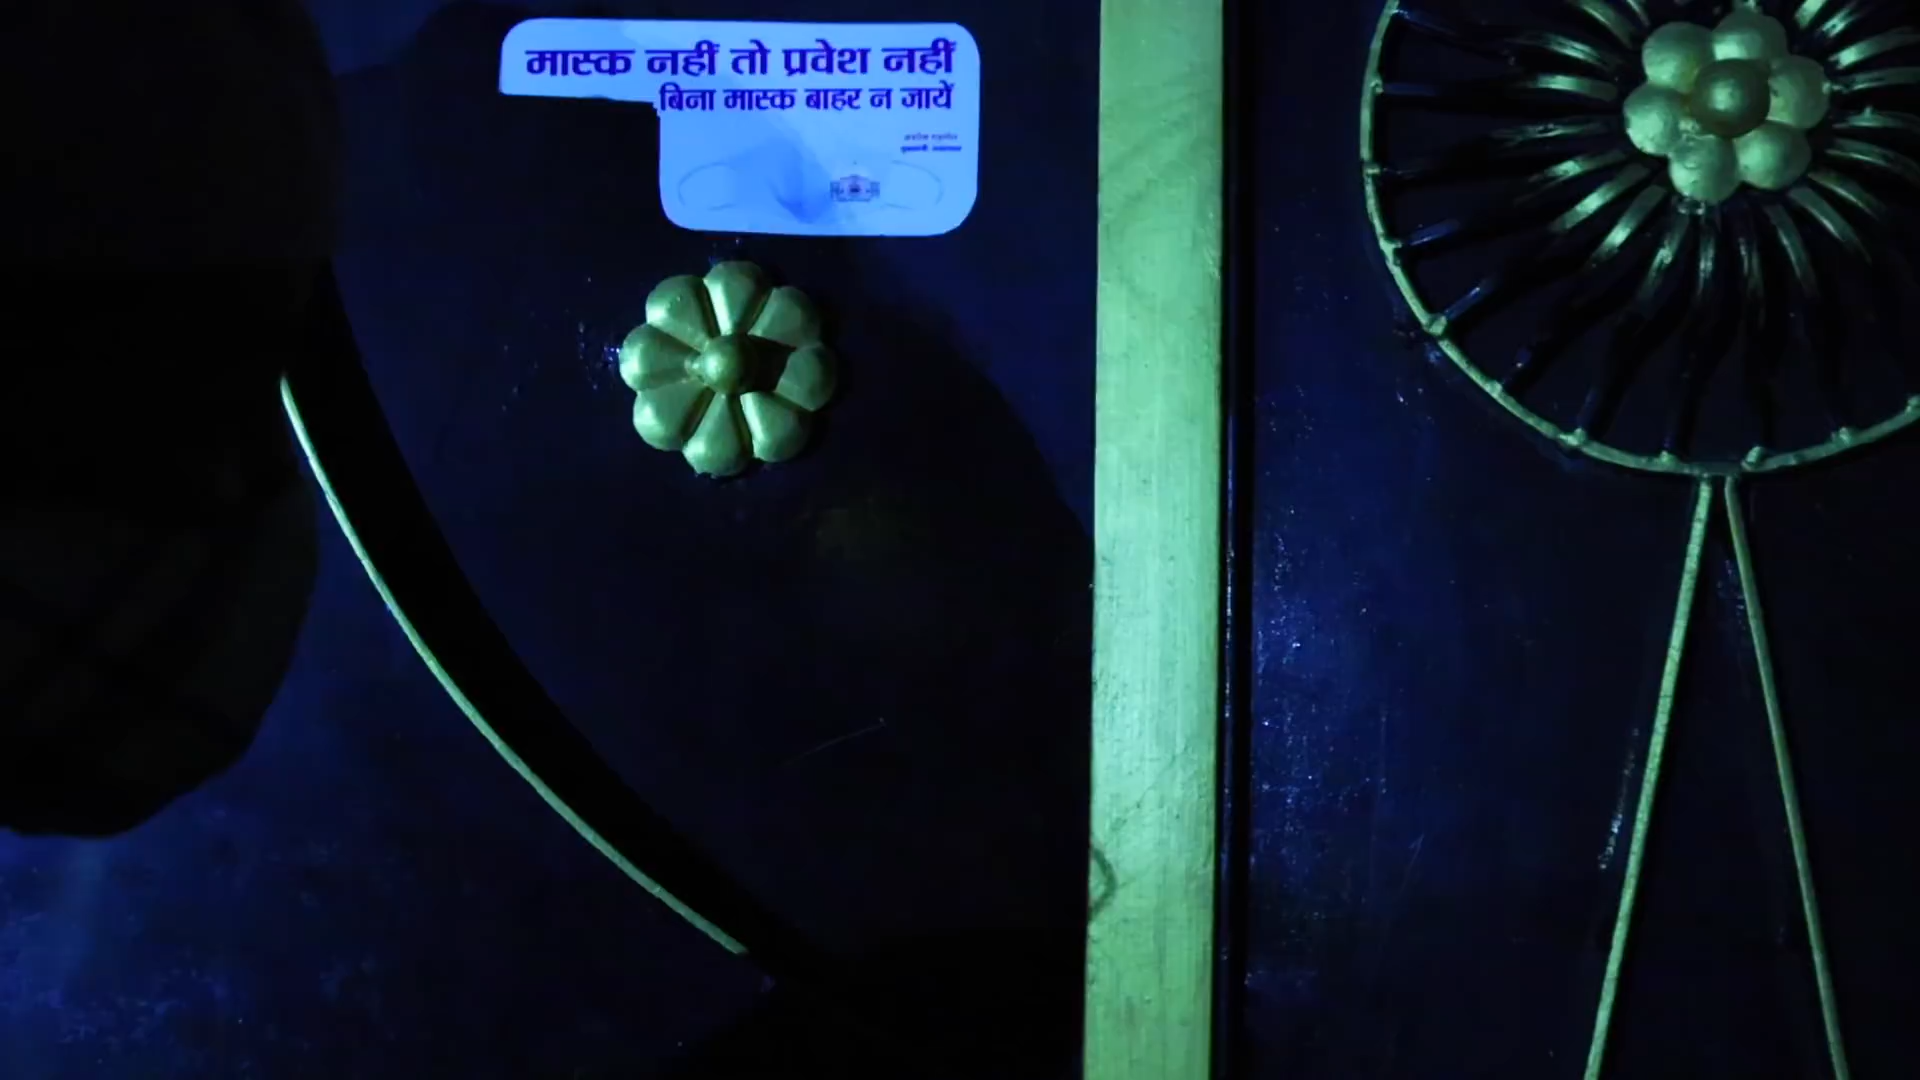 मास्क नहीं तो प्रवेश नहीं
बिना मास्क बाहर न जायें